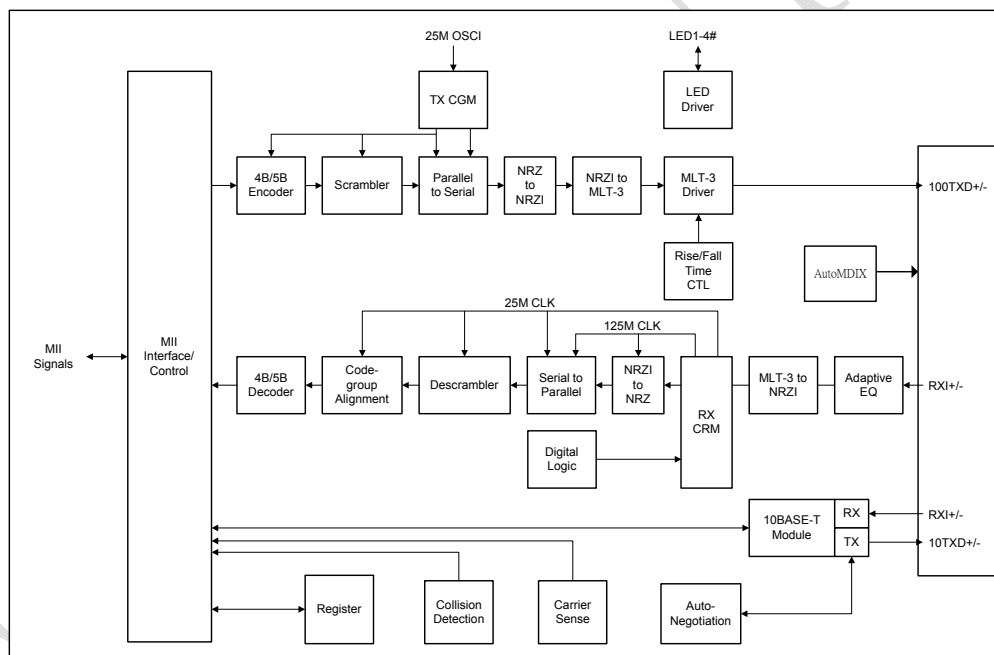 25M OSCI
LED1-4#
TX CGM
LED
Driver
4B/5B
Encoder
Scrambler
Parallel
to Serial
NRZ
to
NRZI
NRZI to
MLT-3
MLT-3
Driver
100TXD+/-
Rise/Fall
Time
CTL
AutoMDIX
25M CLK
125M CLK
MII
Signals
MII
Interface/
Control
4B/5B
Decoder
Code-
group
Alignment
Descrambler
Serial to
Parallel
NRZI
to
NRZ
RX
CRM
MLT-3 to
NRZI
Adaptive
EQ
RXI+/-
Digital
Logic
10BASE-T
Module
RX
TX
RXI+/-
10TXD+/-
Register
Collision
Detection
Carrier
Sense
Auto-
Negotiation